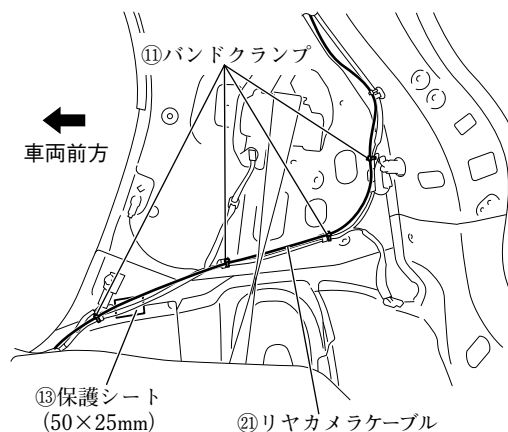 ⑪バンドクランプ
車両前方
⑬保護シート
(50×25mm)
㉑リヤカメラケーブル